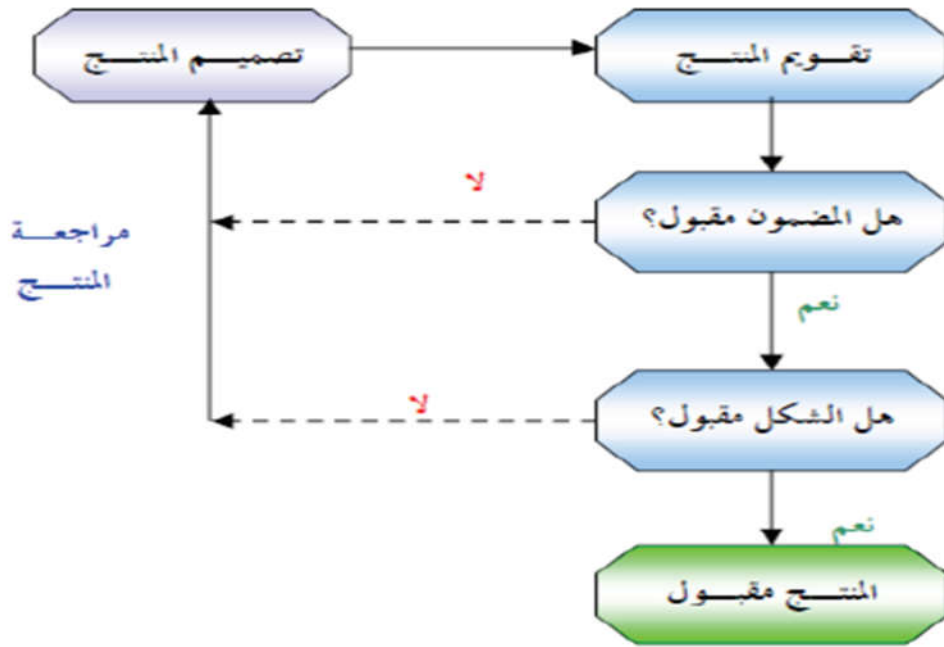 تصميم المنتج
تقويم المنتج
لا
هل المضمون مقبول؟
مراجعة
المنتج
نعم
لا
هل الشكل مقبول؟
نعم
المنتج مقبول